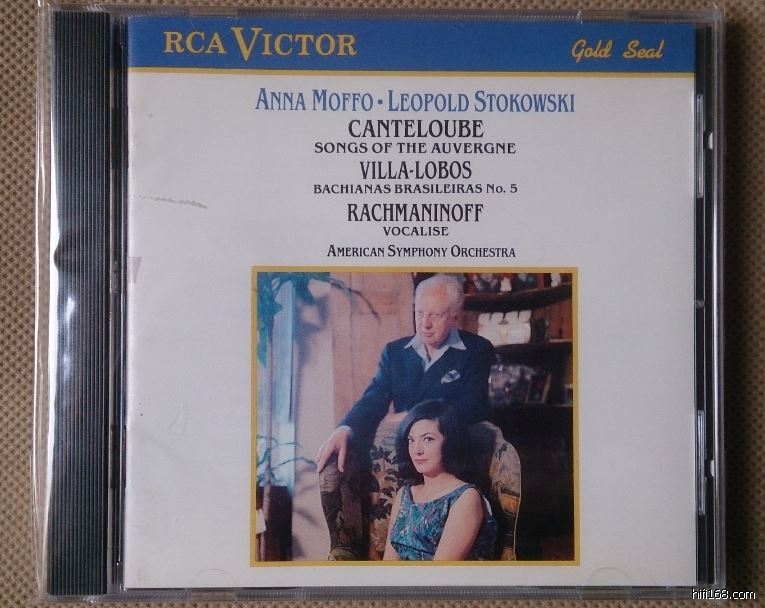 RCA VICTOR
Gold Seal
ANNA MOFFO · LEOPOLD STOKOWSKI
CANTELOUBE
SONGS OF THE AUVERGNE
VILLA-LOBOS
BACHIANAS BRASILEIRAS No. 5
RACHMANINOFF
VOCALISE
AMERICAN SYMPHONY ORCHESTRA
hifi168.com